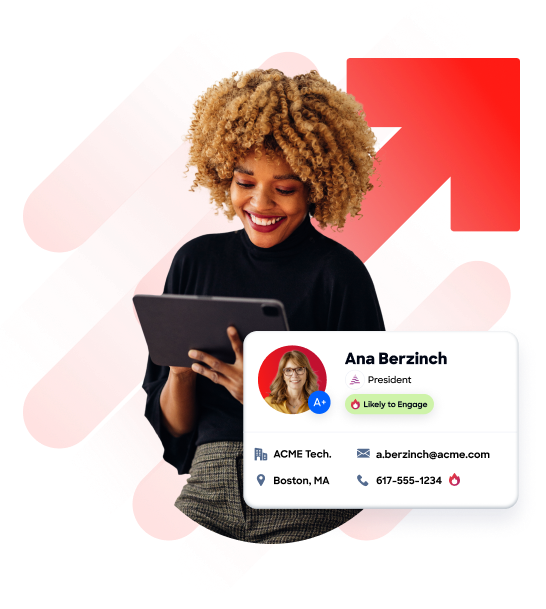 Ana Berzinch
President
Likely to Engage
A+
ACME Tech.
a.berzinch@acme.com
Boston, MA
617-555-1234